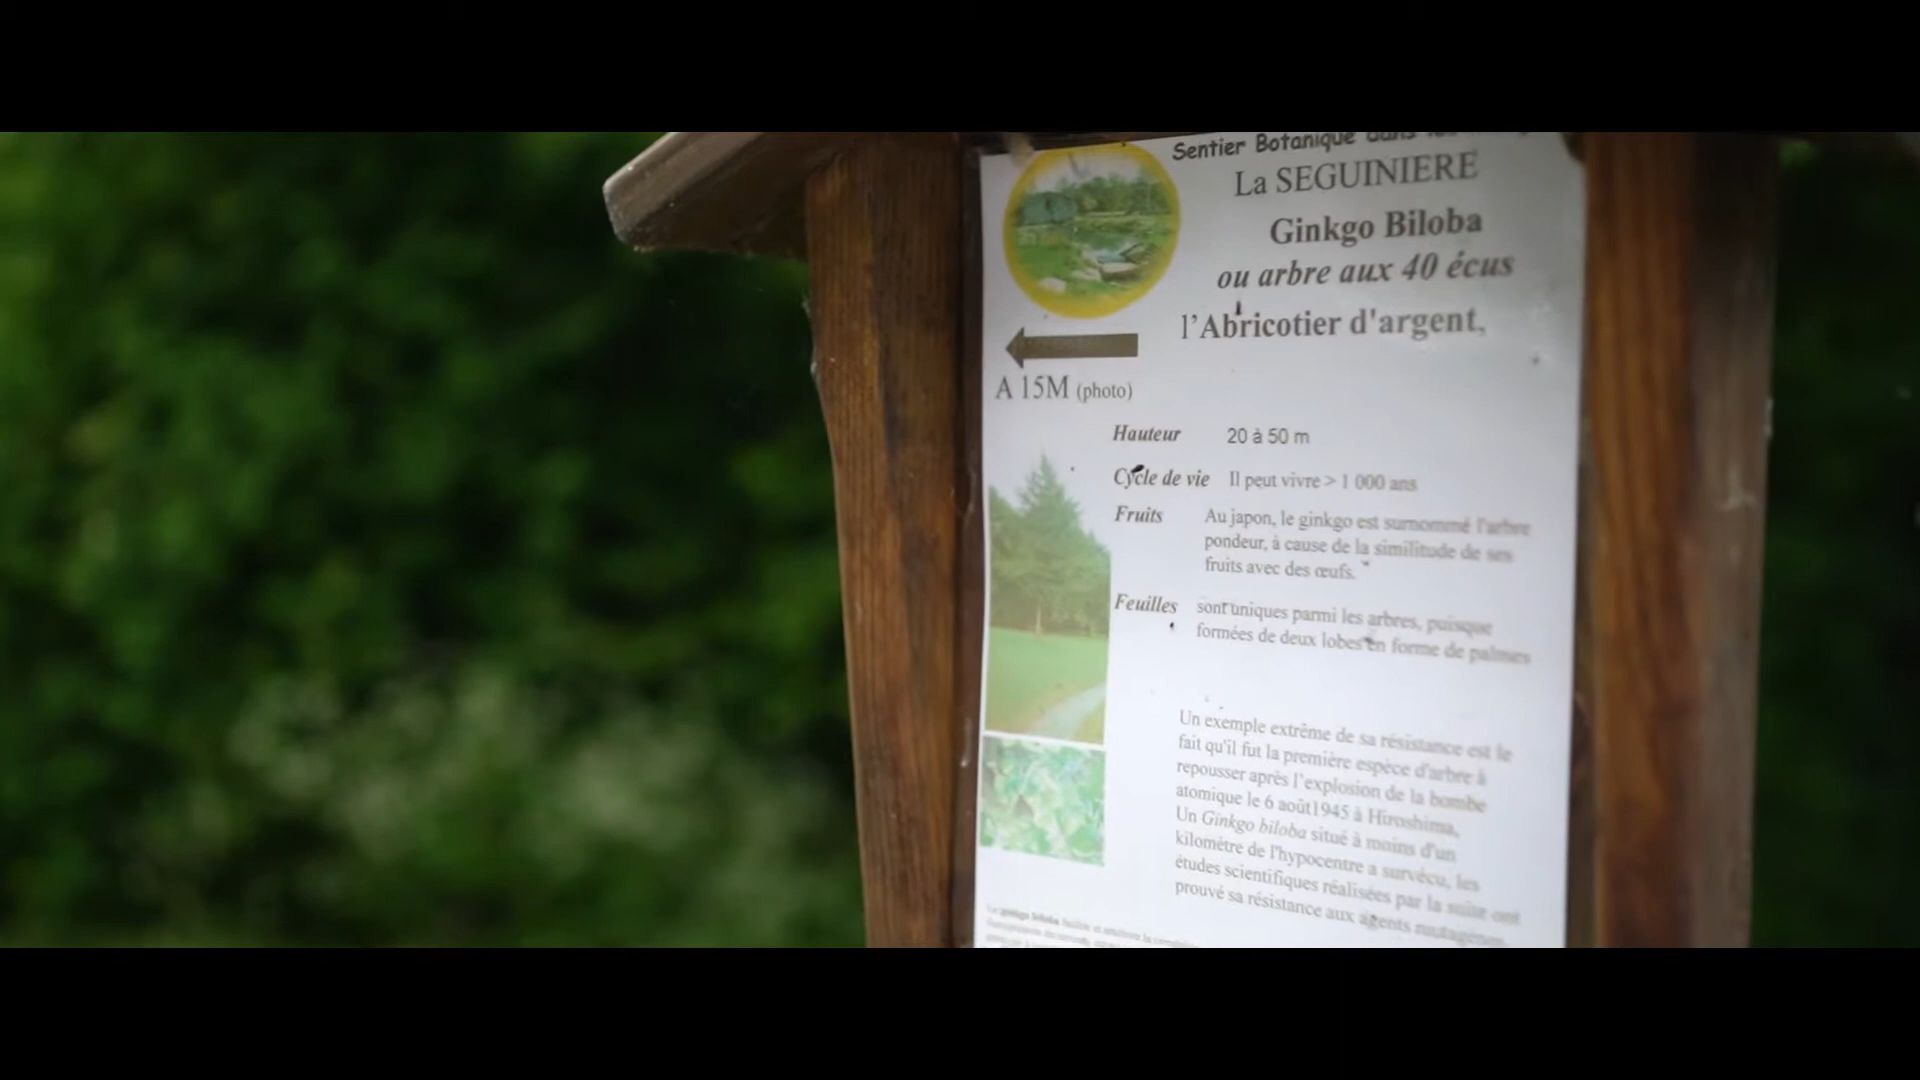 Sentier Botanique dans
La SEGUINIERE
Ginkgo Biloba
ou arbre aux 40 écus
l'Abricotier d'argent,
A 15M (photo)
Hauteur 20 à 50 m
Cycle de vie Il peut vivre > 1 000 ans
Fruits Au japon, le ginkgo est surnommé l'arbre
pondeur, à cause de la similitude de ses
fruits avec des œufs.
Feuilles sont uniques parmi les arbres, puisque
formées de deux lobes en forme de palmes
Un exemple extrême de sa résistance est le
fait qu'il fut la première espèce d'arbre à
repousser après l'explosion de la bombe
atomique le 6 août1945 à Hiroshima,
Un Ginkgo biloba situé à moins d'un
kilomètre de l'hypocentre a survécu, les
études scientifiques réalisées par la suite ont
prouvé sa résistance aux agents mutagènes